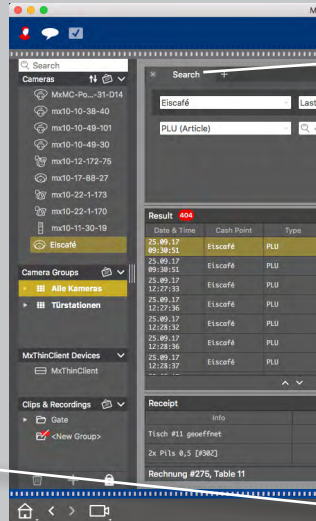 M
Search
Cameras
MxMC-Po...-31-D14
mx10-10-38-40
mx10-10-49-101
mx10-10-49-30
mx10-12-172-75
mx10-17-88-27
mx10-22-1-173
mx10-22-1-170
mx10-11-30-19
Eiscafé
Camera Groups
Alle Kameras
Türstationen
MxThinClient Devices
MxThinClient
Clips & Recordings
Gate
<New Group>
× Search +
Eiscafé Last
PLU (Article)
Result 404
Date & Time Cash Point Type
25.09.17
09:30:51 Eiscafé PLU
25.09.17
09:30:51 Eiscafé PLU
25.09.17
12:27:33 Eiscafé PLU
25.09.17
12:27:36 Eiscafé PLU
25.09.17
12:28:32 Eiscafé PLU
25.09.17
12:28:36 Eiscafé PLU
25.09.17
12:28:37 Eiscafé PLU
Receipt
Info
Tisch #11 geoeffnet
2x Pils 0,5 [#302]
Rechnung #275, Table 11